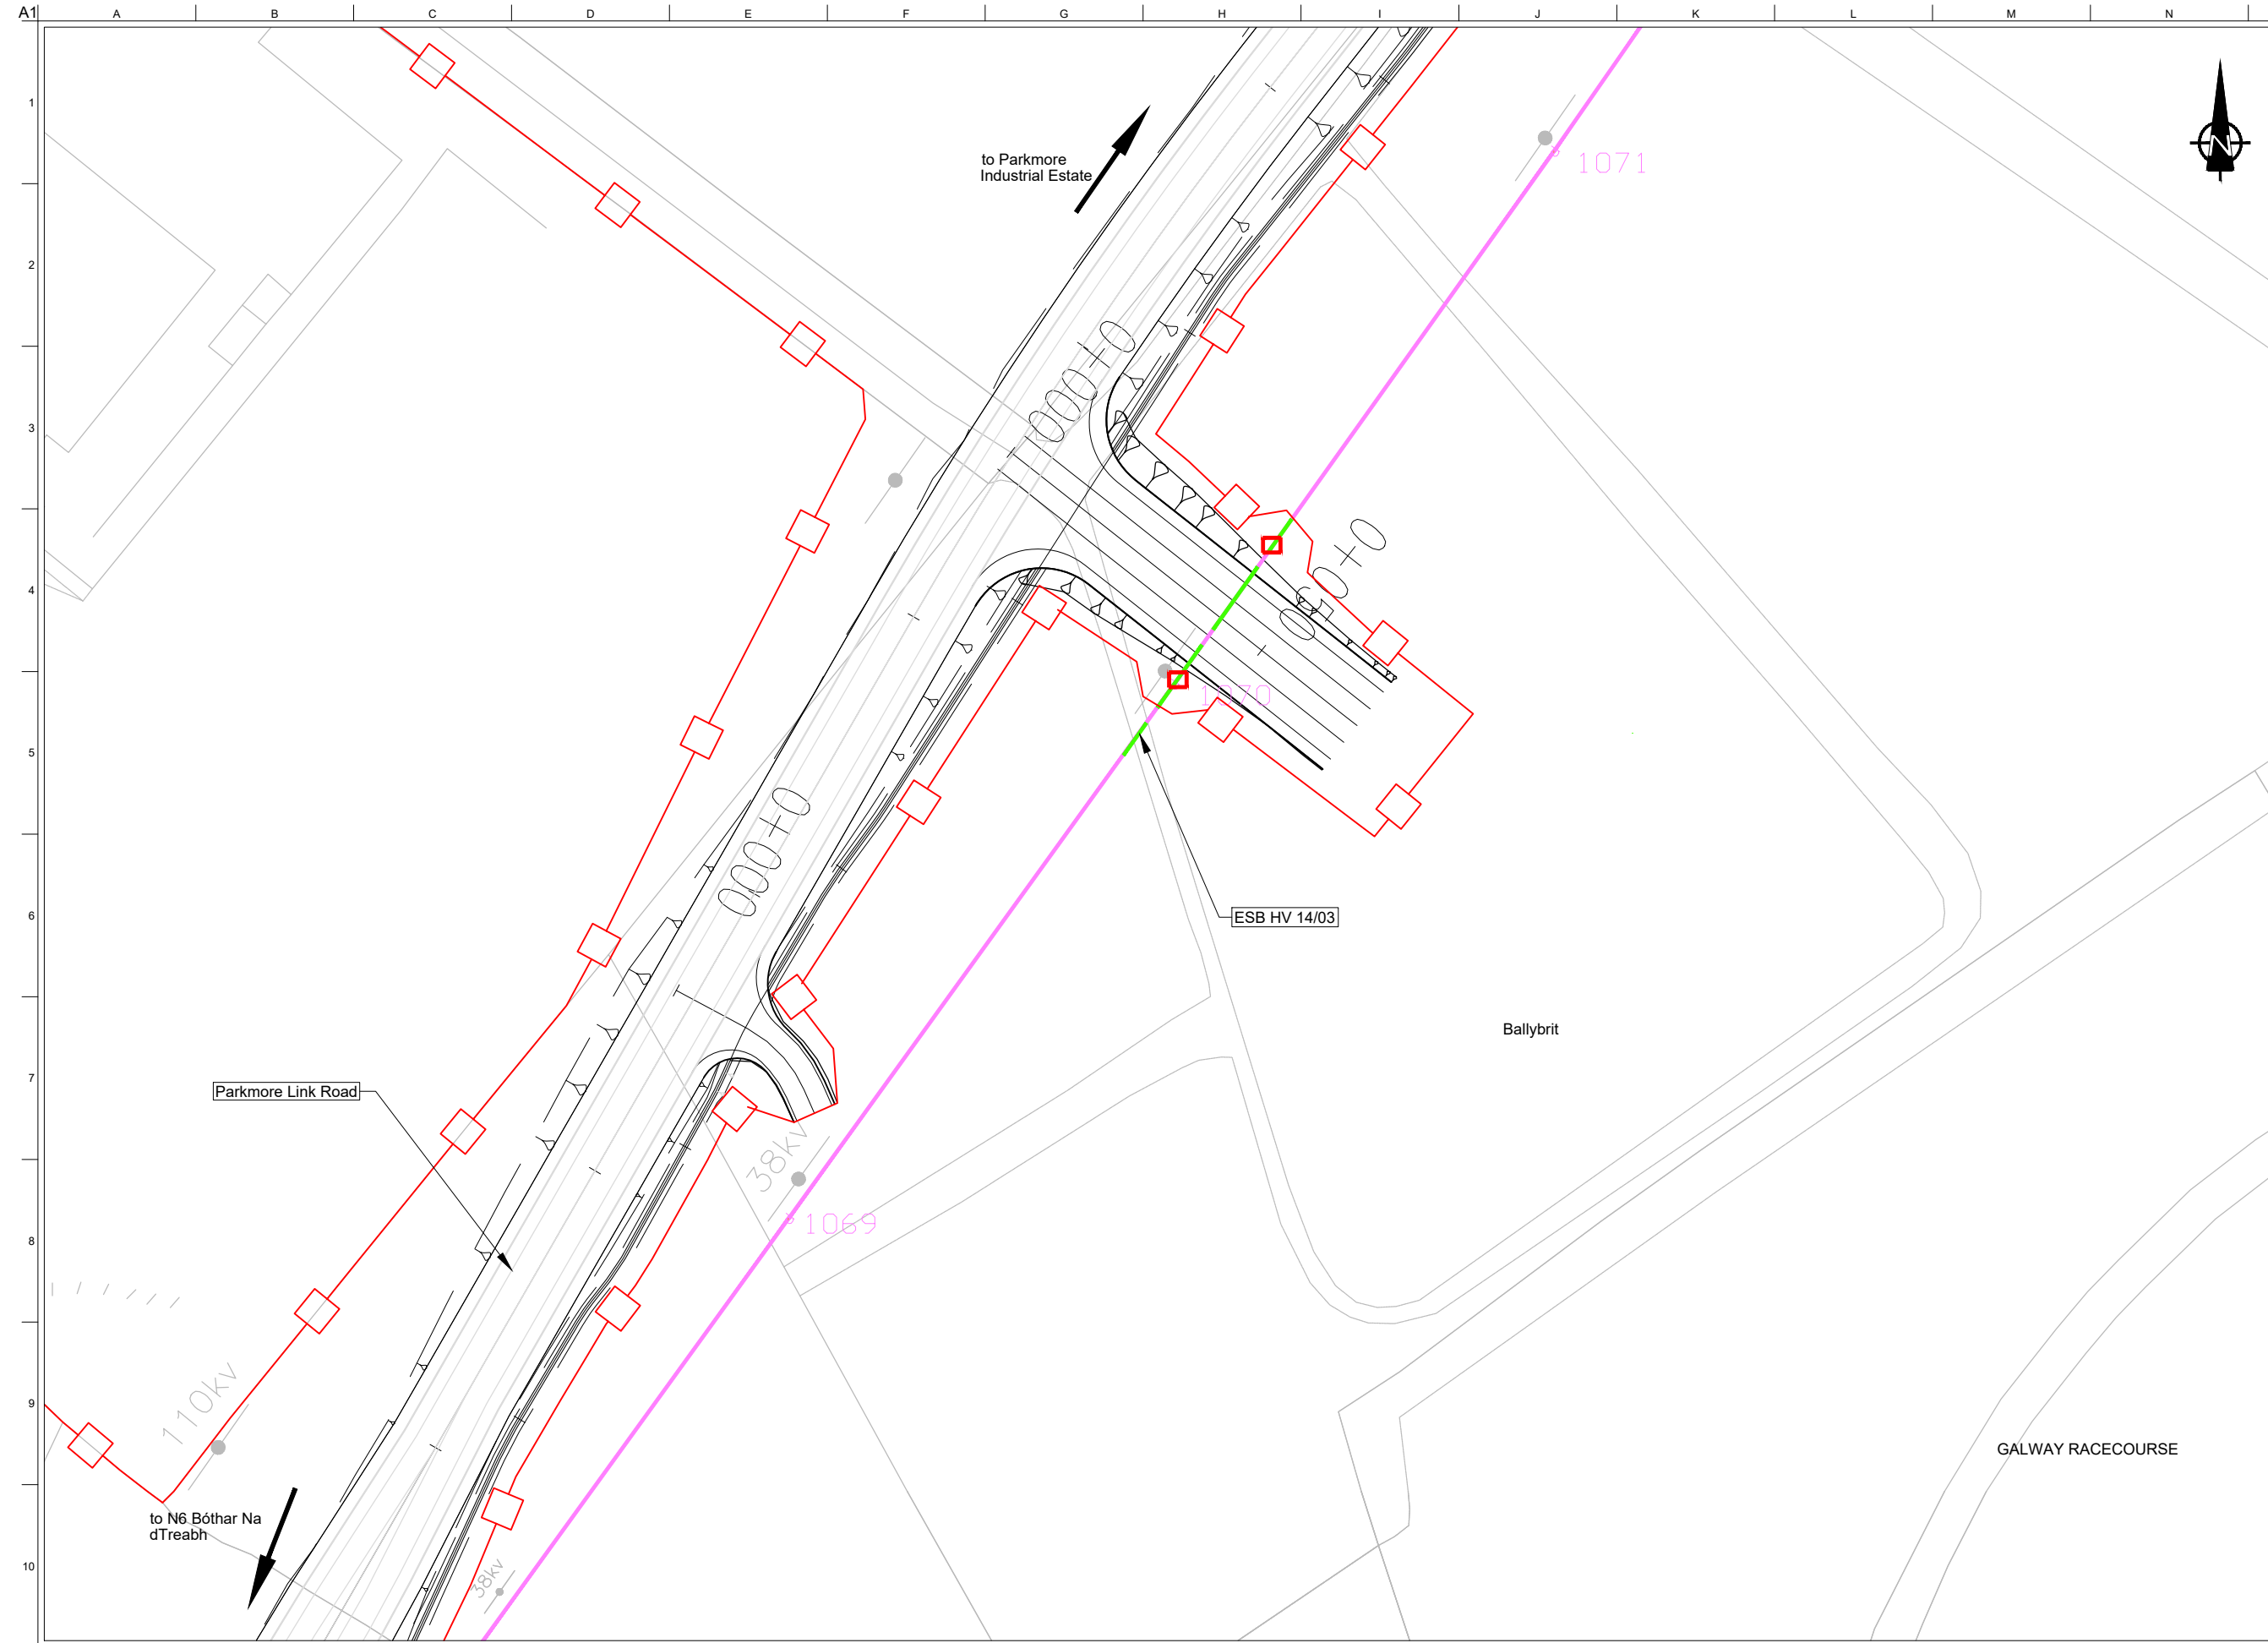 A1
A B C D E F G H I J K L M N
1
2
3
4
5
6
7
8
9
10
to Parkmore
Industrial Estate
N
1071
0+000
0+050
1070
0+000
ESB HV 14/03
Ballybrit
Parkmore Link Road
38kv
1069
110kv
GALWAY RACECOURSE
to N6 Bóthar Na
dTreabh
38kv